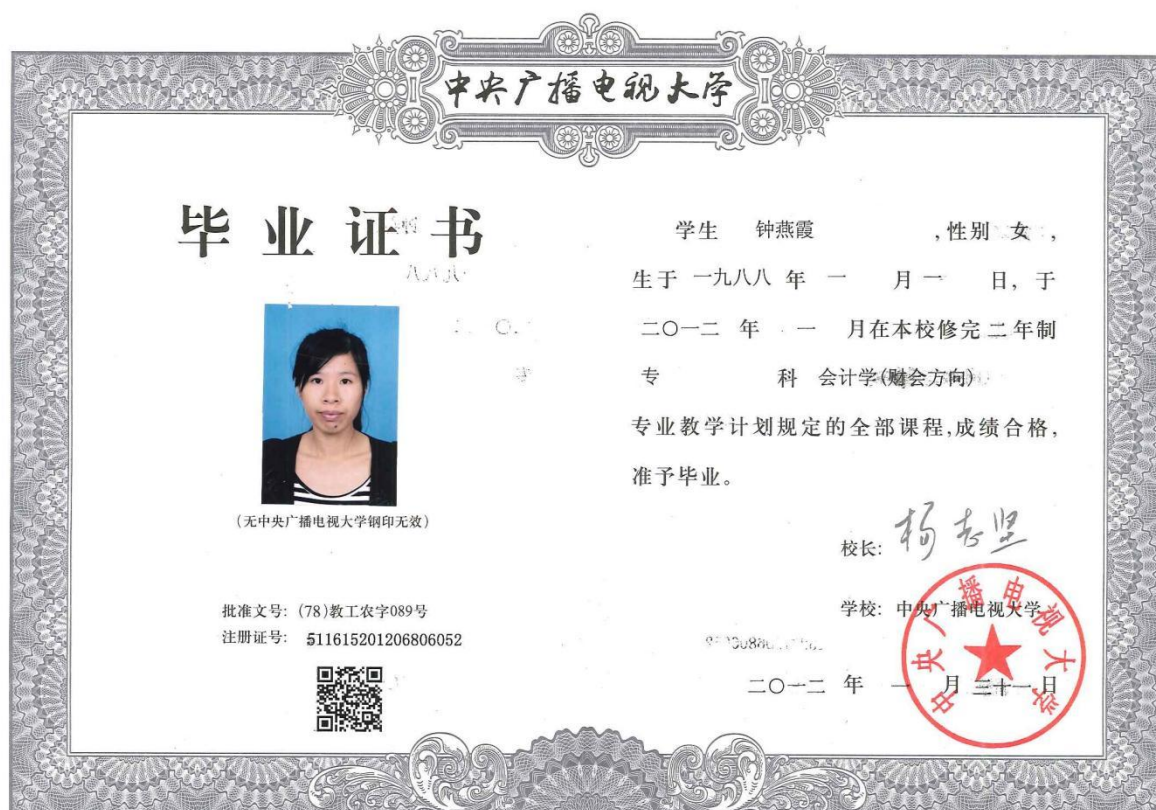 中央广播电视大学
毕业证书
(无中央广播电视大学钢印无效)
批准文号: (78)教工农字089号
注册证号: 511615201206806052
学生 钟燕霞 ,性别 女 ,
生于 一九八八 年 一 月 一 日, 于
二〇一二 年 一 月在本校修完 二 年制
专 科 会计学(财会方向)
专业教学计划规定的全部课程,成绩合格,
准予毕业。
校长: 杨志坚
学校: 中央广播电视大学
二〇一二 年 一 月 三十一 日
中央广播电视大学